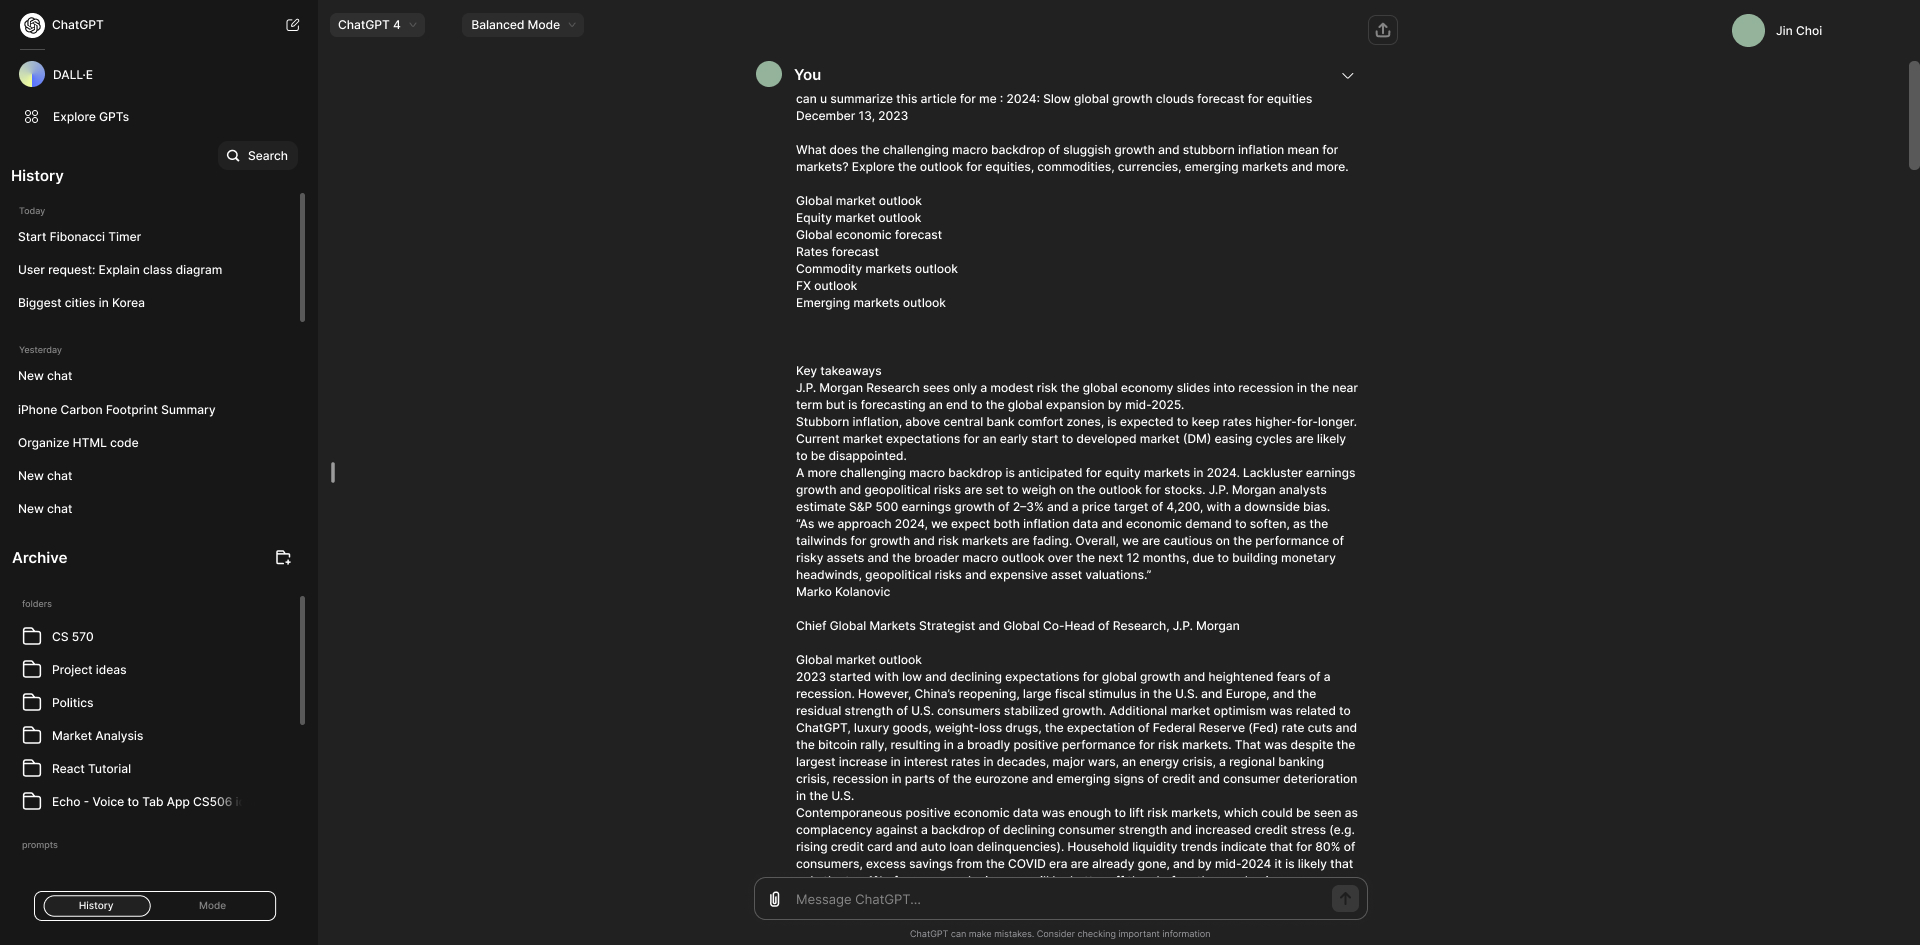 ChatGPT
DALL·E
Explore GPTs
Search
History
Today
Start Fibonacci Timer
User request: Explain class diagram
Biggest cities in Korea
Yesterday
New chat
iPhone Carbon Footprint Summary
Organize HTML code
New chat
New chat
Archive
folders
CS 570
Project ideas
Politics
Market Analysis
React Tutorial
Echo - Voice to Tab App CS506
prompts
History
Mode
ChatGPT 4
Balanced Mode
Jin Choi
You
can u summarize this article for me : 2024: Slow global growth clouds forecast for equities
December 13, 2023
What does the challenging macro backdrop of sluggish growth and stubborn inflation mean for
markets? Explore the outlook for equities, commodities, currencies, emerging markets and more.
Global market outlook
Equity market outlook
Global economic forecast
Rates forecast
Commodity markets outlook
FX outlook
Emerging markets outlook
Key takeaways
J.P. Morgan Research sees only a modest risk the global economy slides into recession in the near
term but is forecasting an end to the global expansion by mid-2025.
Stubborn inflation, above central bank comfort zones, is expected to keep rates higher-for-longer.
Current market expectations for an early start to developed market (DM) easing cycles are likely
to be disappointed.
A more challenging macro backdrop is anticipated for equity markets in 2024. Lackluster earnings
growth and geopolitical risks are set to weigh on the outlook for stocks. J.P. Morgan analysts
estimate S&P 500 earnings growth of 2–3% and a price target of 4,200, with a downside bias.
“As we approach 2024, we expect both inflation data and economic demand to soften, as the
tailwinds for growth and risk markets are fading. Overall, we are cautious on the performance of
risky assets and the broader macro outlook over the next 12 months, due to building monetary
headwinds, geopolitical risks and expensive asset valuations.”
Marko Kolanovic
Chief Global Markets Strategist and Global Co-Head of Research, J.P. Morgan
Global market outlook
2023 started with low and declining expectations for global growth and heightened fears of a
recession. However, China’s reopening, large fiscal stimulus in the U.S. and Europe, and the
residual strength of U.S. consumers stabilized growth. Additional market optimism was related to
ChatGPT, luxury goods, weight-loss drugs, the expectation of Federal Reserve (Fed) rate cuts and
the bitcoin rally, resulting in a broadly positive performance for risk markets. That was despite the
largest increase in interest rates in decades, major wars, an energy crisis, a regional banking
crisis, recession in parts of the eurozone and emerging signs of credit and consumer deterioration
in the U.S.
Contemporaneous positive economic data was enough to lift risk markets, which could be seen as
complacency against a backdrop of declining consumer strength and increased credit stress (e.g.
rising credit card and auto loan delinquencies). Household liquidity trends indicate that for 80% of
consumers, excess savings from the COVID era are already gone, and by mid-2024 it is likely that
Message ChatGPT...
ChatGPT can make mistakes. Consider checking important information